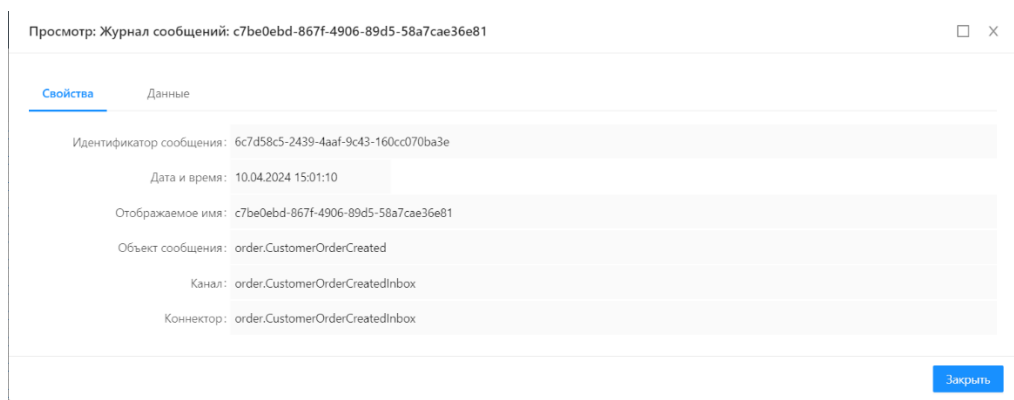 Просмотр: Журнал сообщений: c7be0ebd-867f-4906-89d5-58a7cae36e81
Свойства Данные
Идентификатор сообщения: 6c7d58c5-2439-4aaf-9c43-160cc070ba3e
Дата и время: 10.04.2024 15:01:10
Отображаемое имя: c7be0ebd-867f-4906-89d5-58a7cae36e81
Объект сообщения: order.CustomerOrderCreated
Канал: order.CustomerOrderCreatedInbox
Коннектор: order.CustomerOrderCreatedInbox
Закрыть